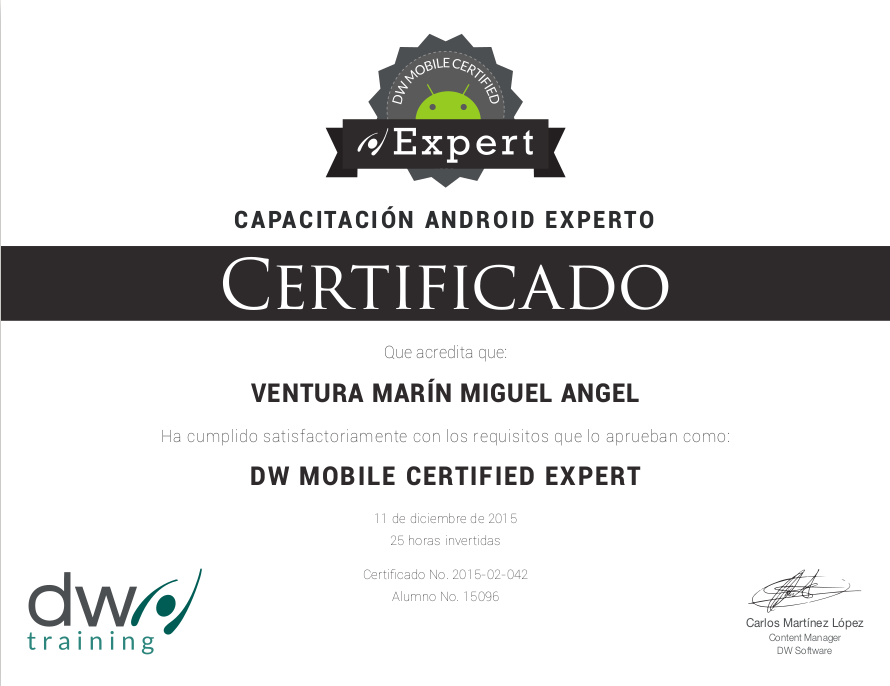 DW MOBILE CERTIFIED
Expert
CAPACITACIÓN ANDROID EXPERTO
CERTIFICADO
Que acredita que:
VENTURA MARÍN MIGUEL ANGEL
Ha cumplido satisfactoriamente con los requisitos que lo aprueban como:
DW MOBILE CERTIFIED EXPERT
11 de diciembre de 2015
25 horas invertidas
Certificado No. 2015-02-042
Alumno No. 15096
dw
training
Carlos Martínez López
Content Manager
DW Software